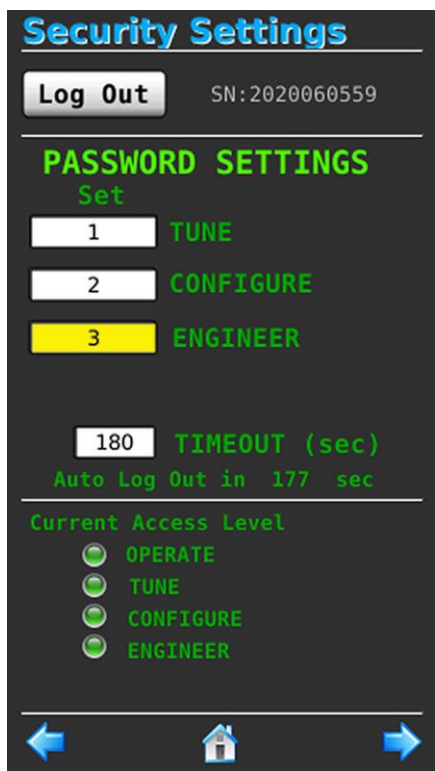 Security Settings
Log Out SN:2020060559
PASSWORD SETTINGS
Set
1 TUNE
2 CONFIGURE
3 ENGINEER
180 TIMEOUT (sec)
Auto Log Out in 177 sec
Current Access Level
OPERATE
TUNE
CONFIGURE
ENGINEER